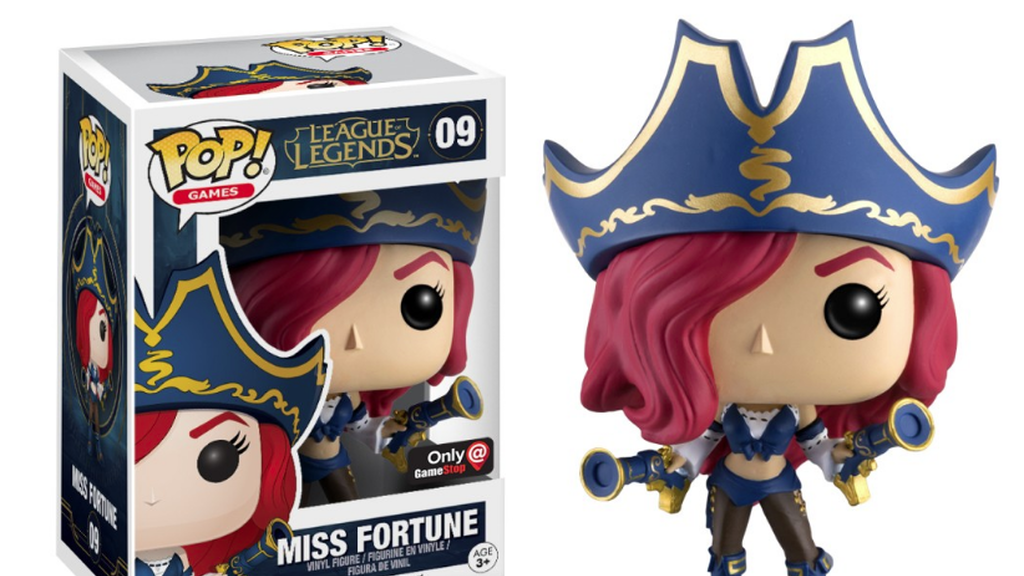 POP!
POP!
GAMES
LEAGUE OF
LEGENDS™
09
POP!
GAMES
Only @
GameStop
MISS FORTUNE
09
MISS FORTUNE
VINYL FIGURE / FIGURINE EN VINYLE /
FIGURA DE VINIL
AGE
3+